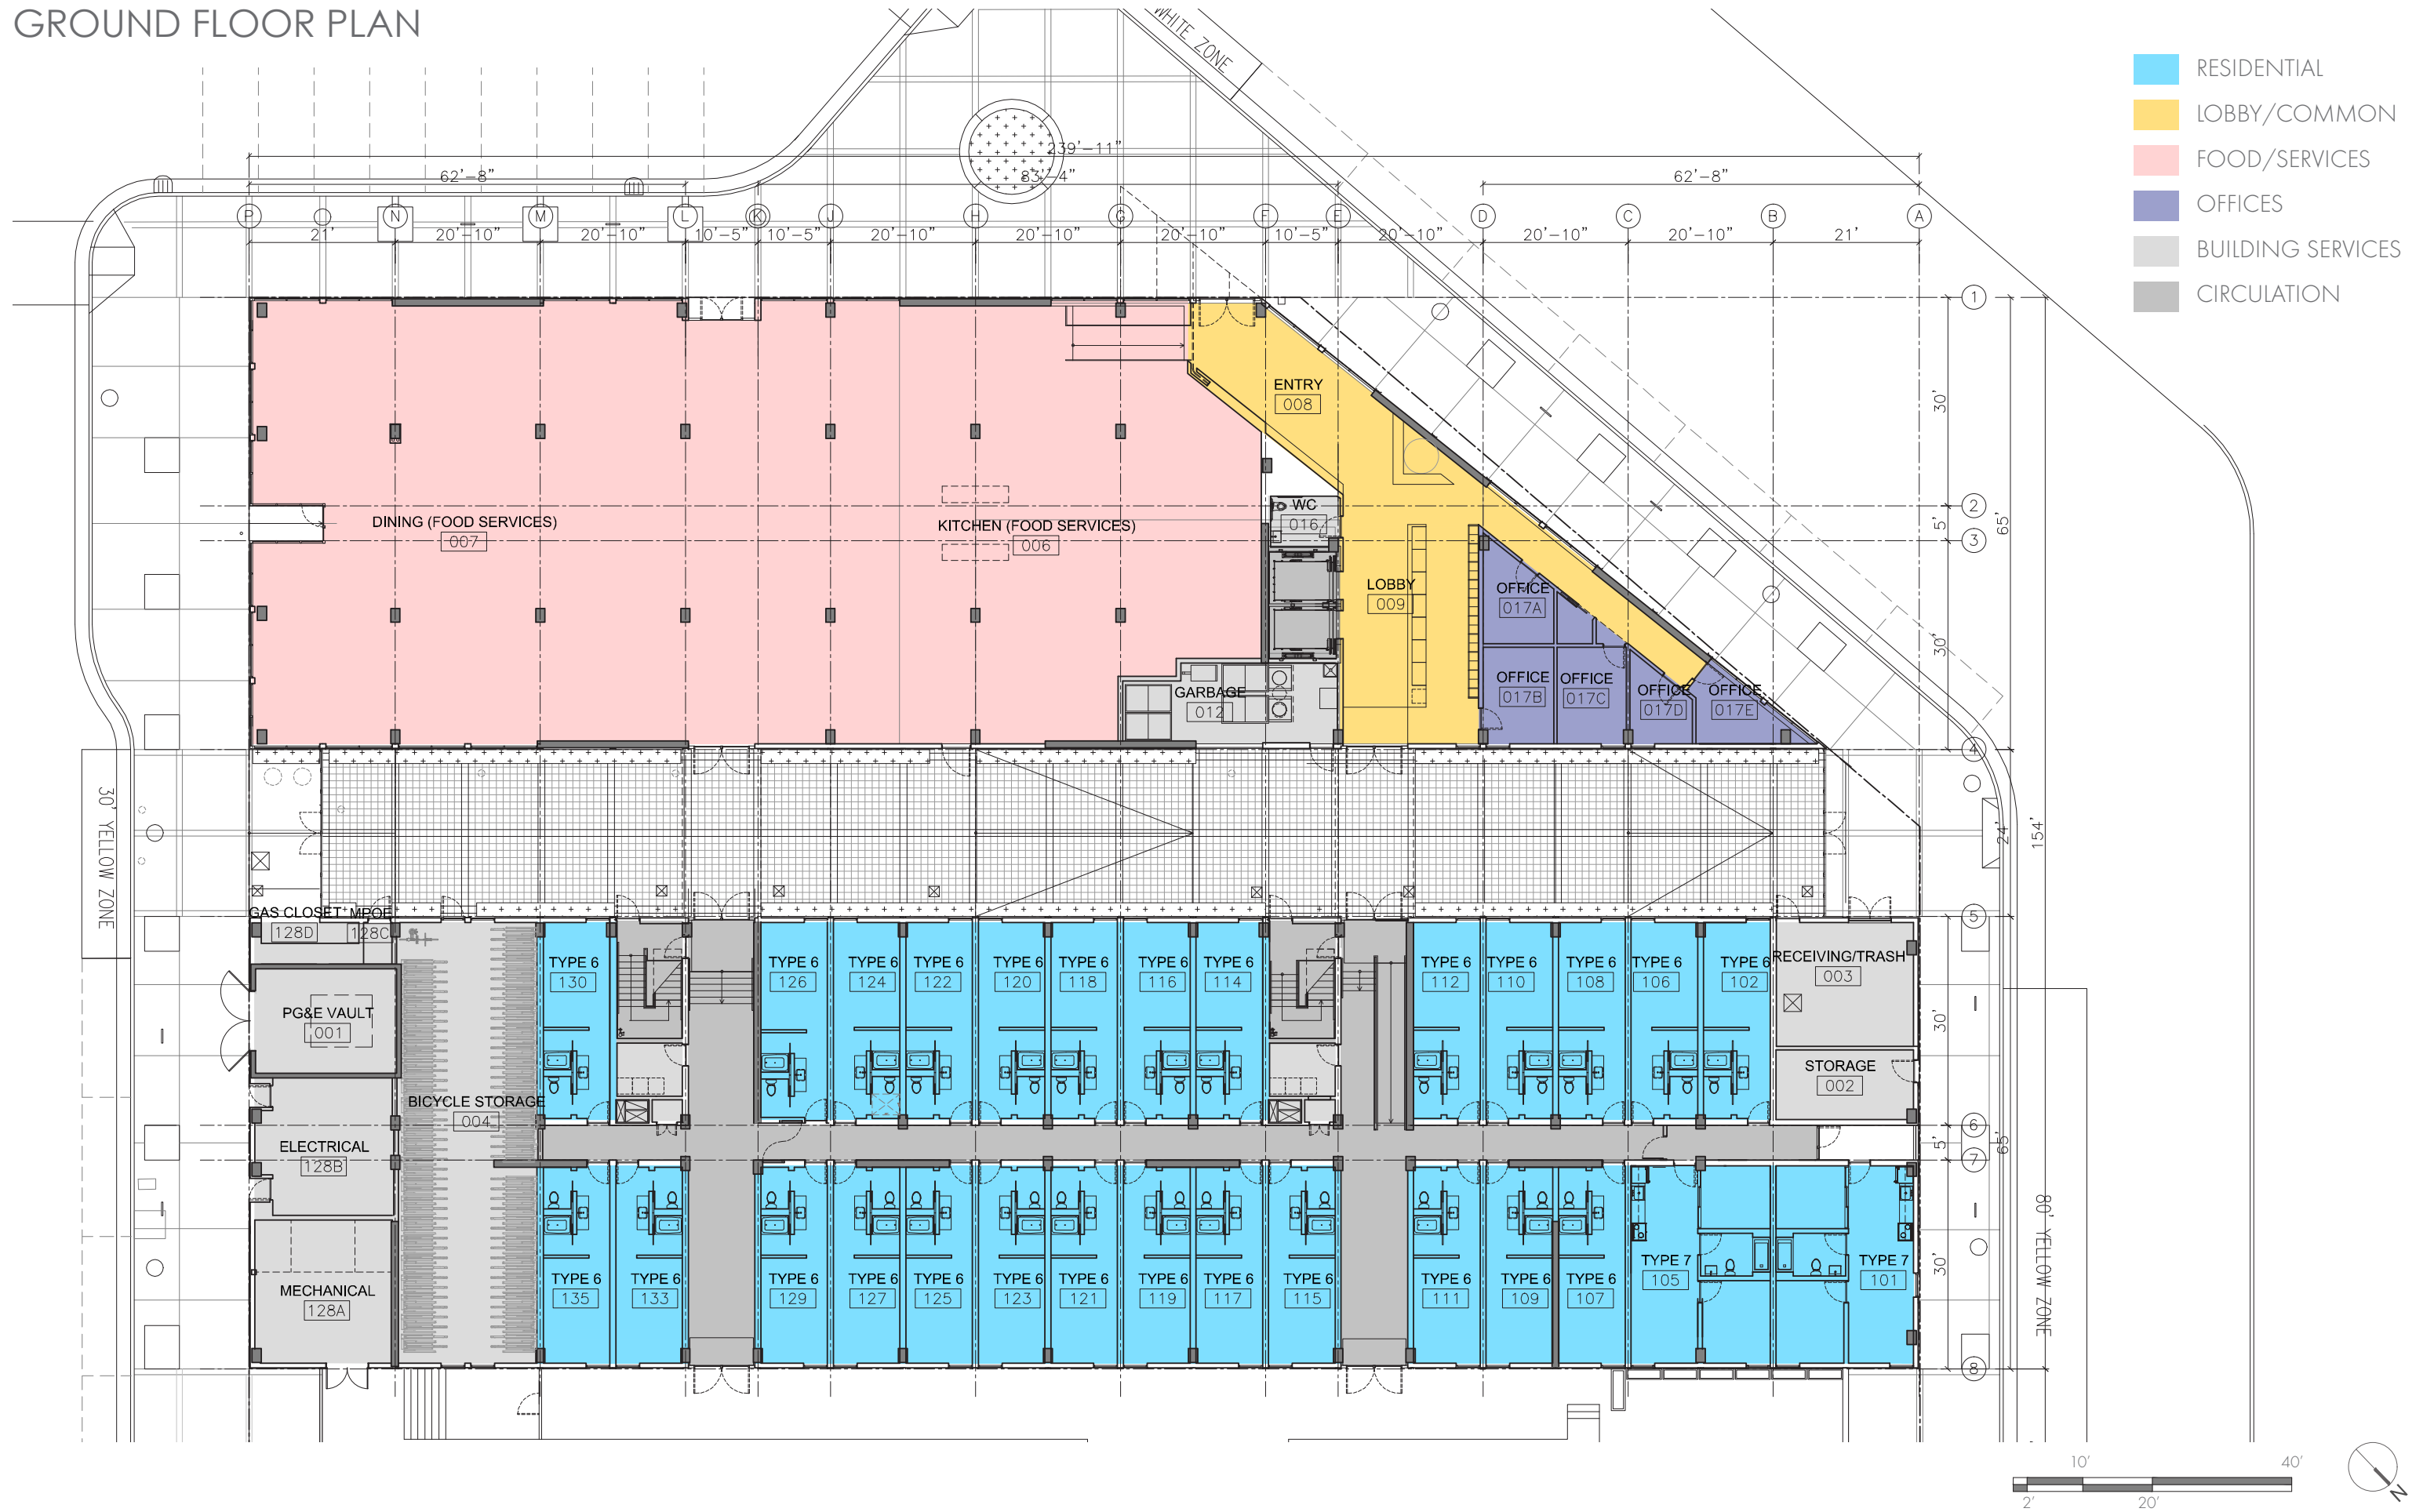 GROUND FLOOR PLAN
WHITE ZONE
RESIDENTIAL
LOBBY/COMMON
FOOD/SERVICES
OFFICES
BUILDING SERVICES
CIRCULATION
239'-11"
62'-8" 83'-4" 62'-8"
P N M L K J H G F E D C B A
21' 20'-10" 20'-10" 10'-5" 10'-5" 20'-10" 20'-10" 20'-10" 10'-5" 20'-10" 20'-10" 20'-10" 21'
1
30'
ENTRY
008
2
WC
016
5'
65'
3
DINING (FOOD SERVICES)
007
KITCHEN (FOOD SERVICES)
006
LOBBY
009
OFFICE
017A
30'
OFFICE
017B
OFFICE
017C
OFFICE
017D
OFFICE
017E
GARBAGE
012
4
30' YELLOW ZONE
24'
154'
5
GAS CLOSET
128D
MPOE
128C
TYPE 6
130
TYPE 6
126
TYPE 6
124
TYPE 6
122
TYPE 6
120
TYPE 6
118
TYPE 6
116
TYPE 6
114
TYPE 6
112
TYPE 6
110
TYPE 6
108
TYPE 6
106
TYPE 6
102
RECEIVING/TRASH
003
PG&E VAULT
001
30'
STORAGE
002
BICYCLE STORAGE
004
6
5'
65'
7
ELECTRICAL
128B
MECHANICAL
128A
TYPE 6
135
TYPE 6
133
TYPE 6
129
TYPE 6
127
TYPE 6
125
TYPE 6
123
TYPE 6
121
TYPE 6
119
TYPE 6
117
TYPE 6
115
TYPE 6
111
TYPE 6
109
TYPE 6
107
TYPE 7
105
TYPE 7
101
30'
80' YELLOW ZONE
8
10' 40'
2' 20'
N